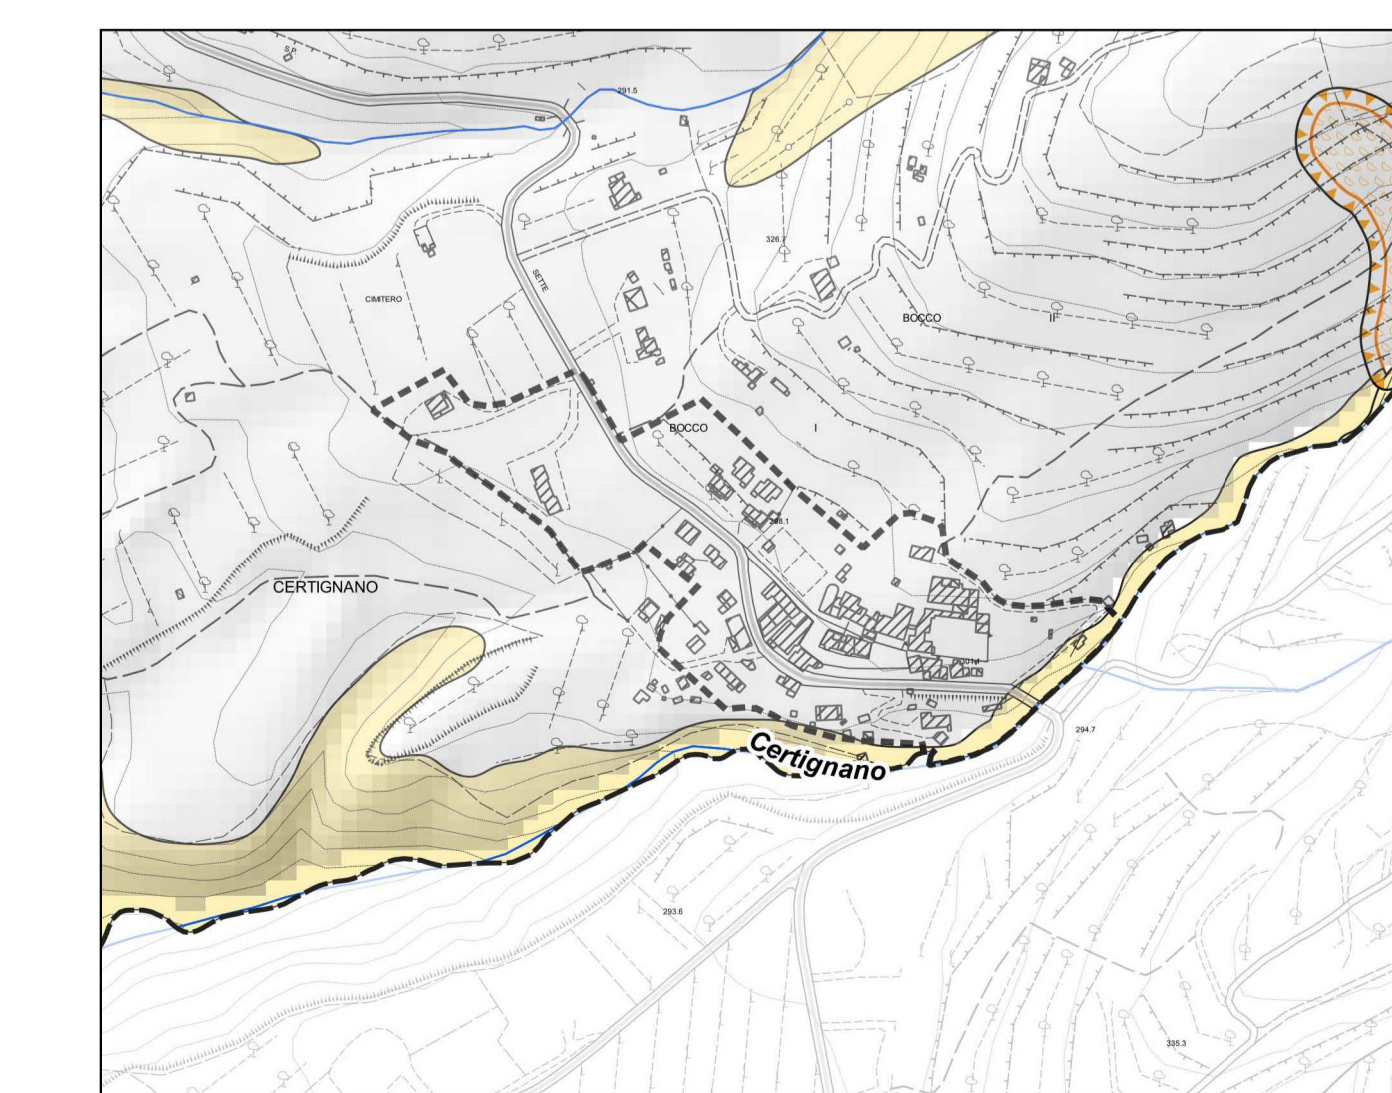 S.P.
291.5
326.7
SETTE
CIMITERO
BOCCO II
BOCCO I
298.1
CERTIGNANO
294.7
Certignano
293.6
335.3